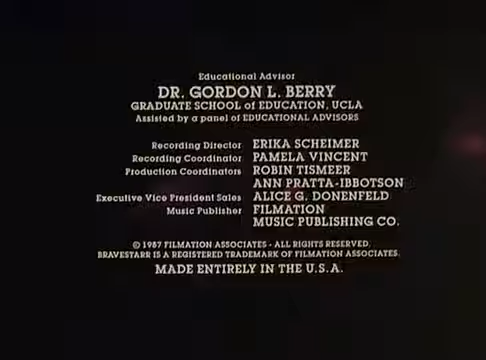 Educational Advisor
DR. GORDON L. BERRY
GRADUATE SCHOOL of EDUCATION, UCLA
Assisted by a panel of EDUCATIONAL ADVISORS
Recording Director ERIKA SCHEIMER
Recording Coordinator PAMELA VINCENT
Production Coordinators ROBIN TISMEER
ANN PRATTA-IBBOTSON
Executive Vice President Sales ALICE G. DONENFELD
Music Publisher FILMATION
MUSIC PUBLISHING CO.
© 1987 FILMATION ASSOCIATES - ALL RIGHTS RESERVED.
BRAVESTARR IS A REGISTERED TRADEMARK OF FILMATION ASSOCIATES.
MADE ENTIRELY IN THE U.S.A.